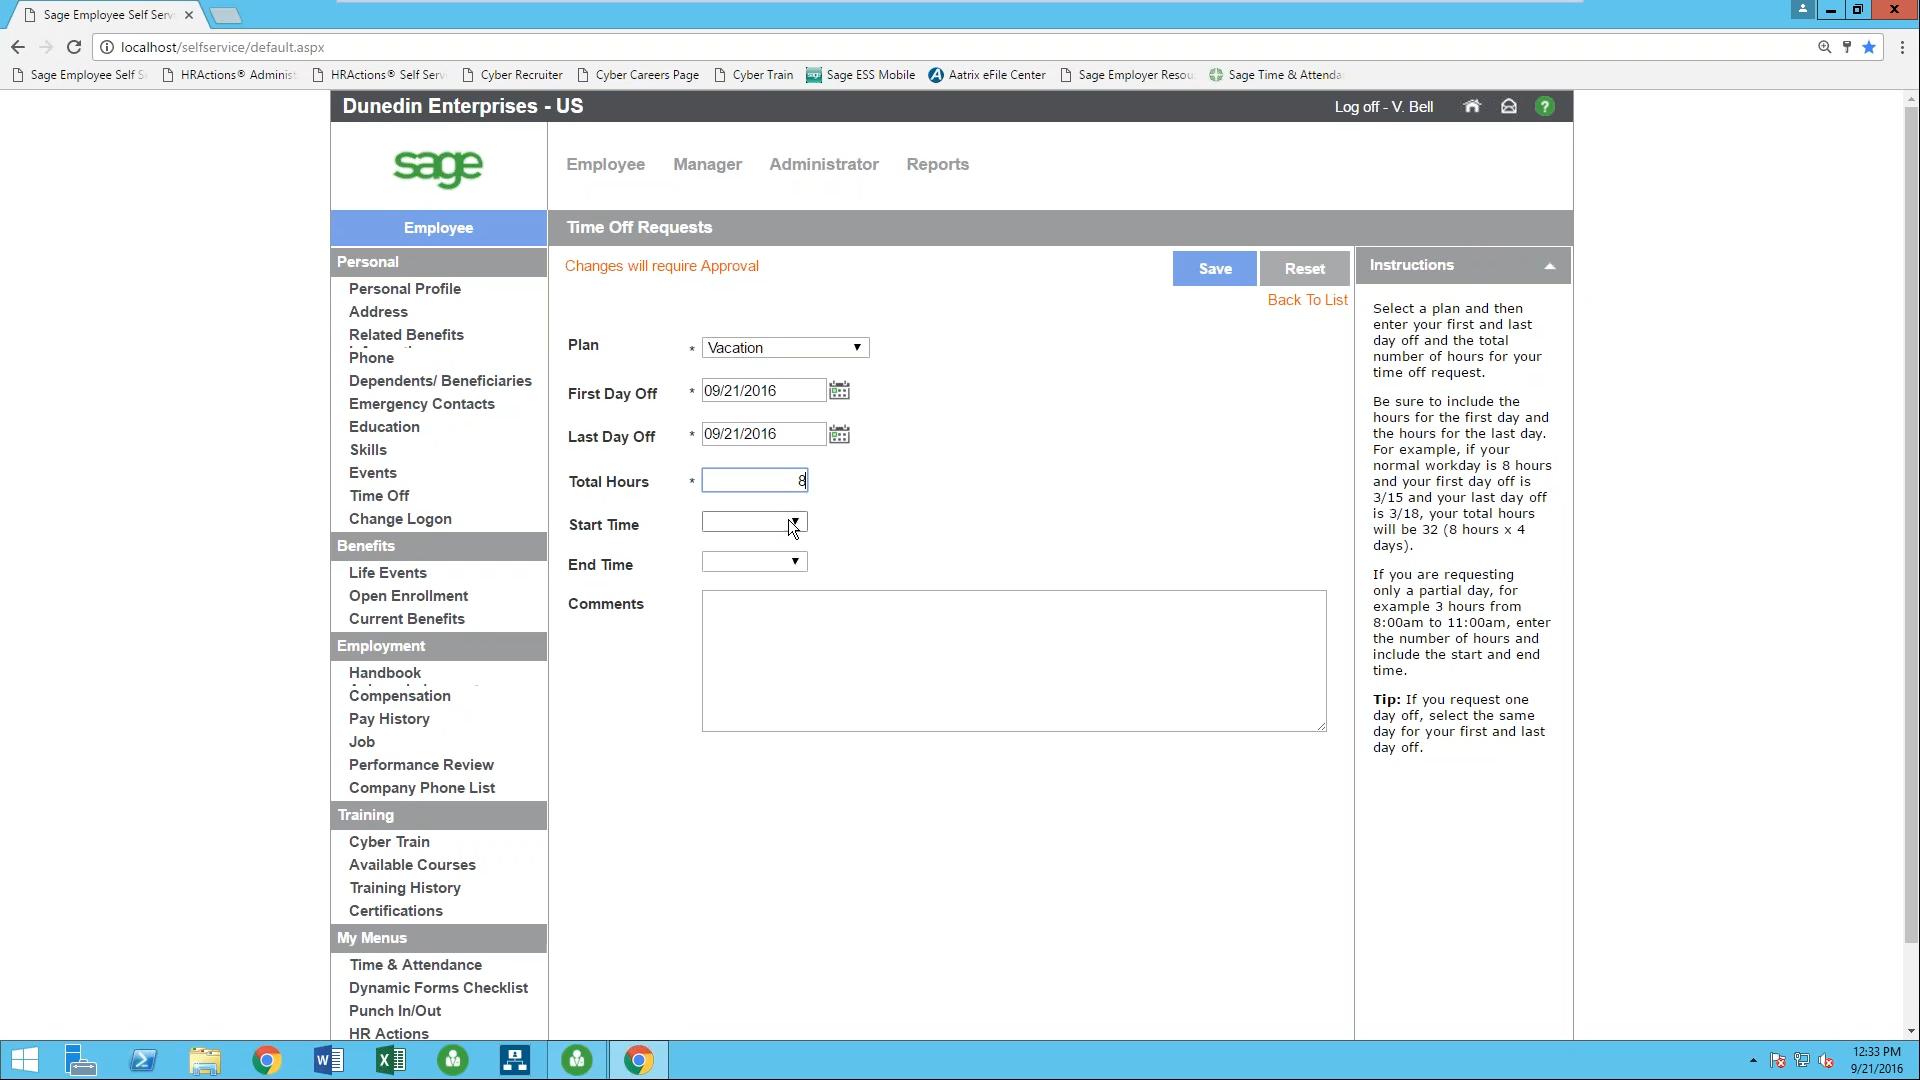 Sage Employee Self Serv
localhost/selfservice/default.aspx
Sage Employee Self S
HRActions® Adminis
HRActions® Self Serv
Cyber Recruiter
Cyber Careers Page
Cyber Train
Sage ESS Mobile
Aatrix eFile Center
Sage Employer Resou
Sage Time & Attenda
Dunedin Enterprises - US
Log off - V. Bell
?
sage
Employee
Manager
Administrator
Reports
Employee
Personal
Personal Profile
Address
Related Benefits
Phone
Dependents/ Beneficiaries
Emergency Contacts
Education
Skills
Events
Time Off
Change Logon
Benefits
Life Events
Open Enrollment
Current Benefits
Employment
Handbook
Compensation
Pay History
Job
Performance Review
Company Phone List
Training
Cyber Train
Available Courses
Training History
Certifications
My Menus
Time & Attendance
Dynamic Forms Checklist
Punch In/Out
HR Actions
Time Off Requests
Changes will require Approval
Save
Reset
Back To List
Plan * Vacation
First Day Off * 09/21/2016
Last Day Off * 09/21/2016
Total Hours * 8
Start Time
End Time
Comments
Instructions
Select a plan and then
enter your first and last
day off and the total
number of hours for your
time off request.
Be sure to include the
hours for the first day and
the hours for the last day.
For example, if your
normal workday is 8 hours
and your first day off is
3/15 and your last day off
is 3/18, your total hours
will be 32 (8 hours x 4
days).
If you are requesting
only a partial day, for
example 3 hours from
8:00am to 11:00am, enter
the number of hours and
include the start and end
time.
Tip: If you request one
day off, select the same
day for your first and last
day off.
12:33 PM
9/21/2016